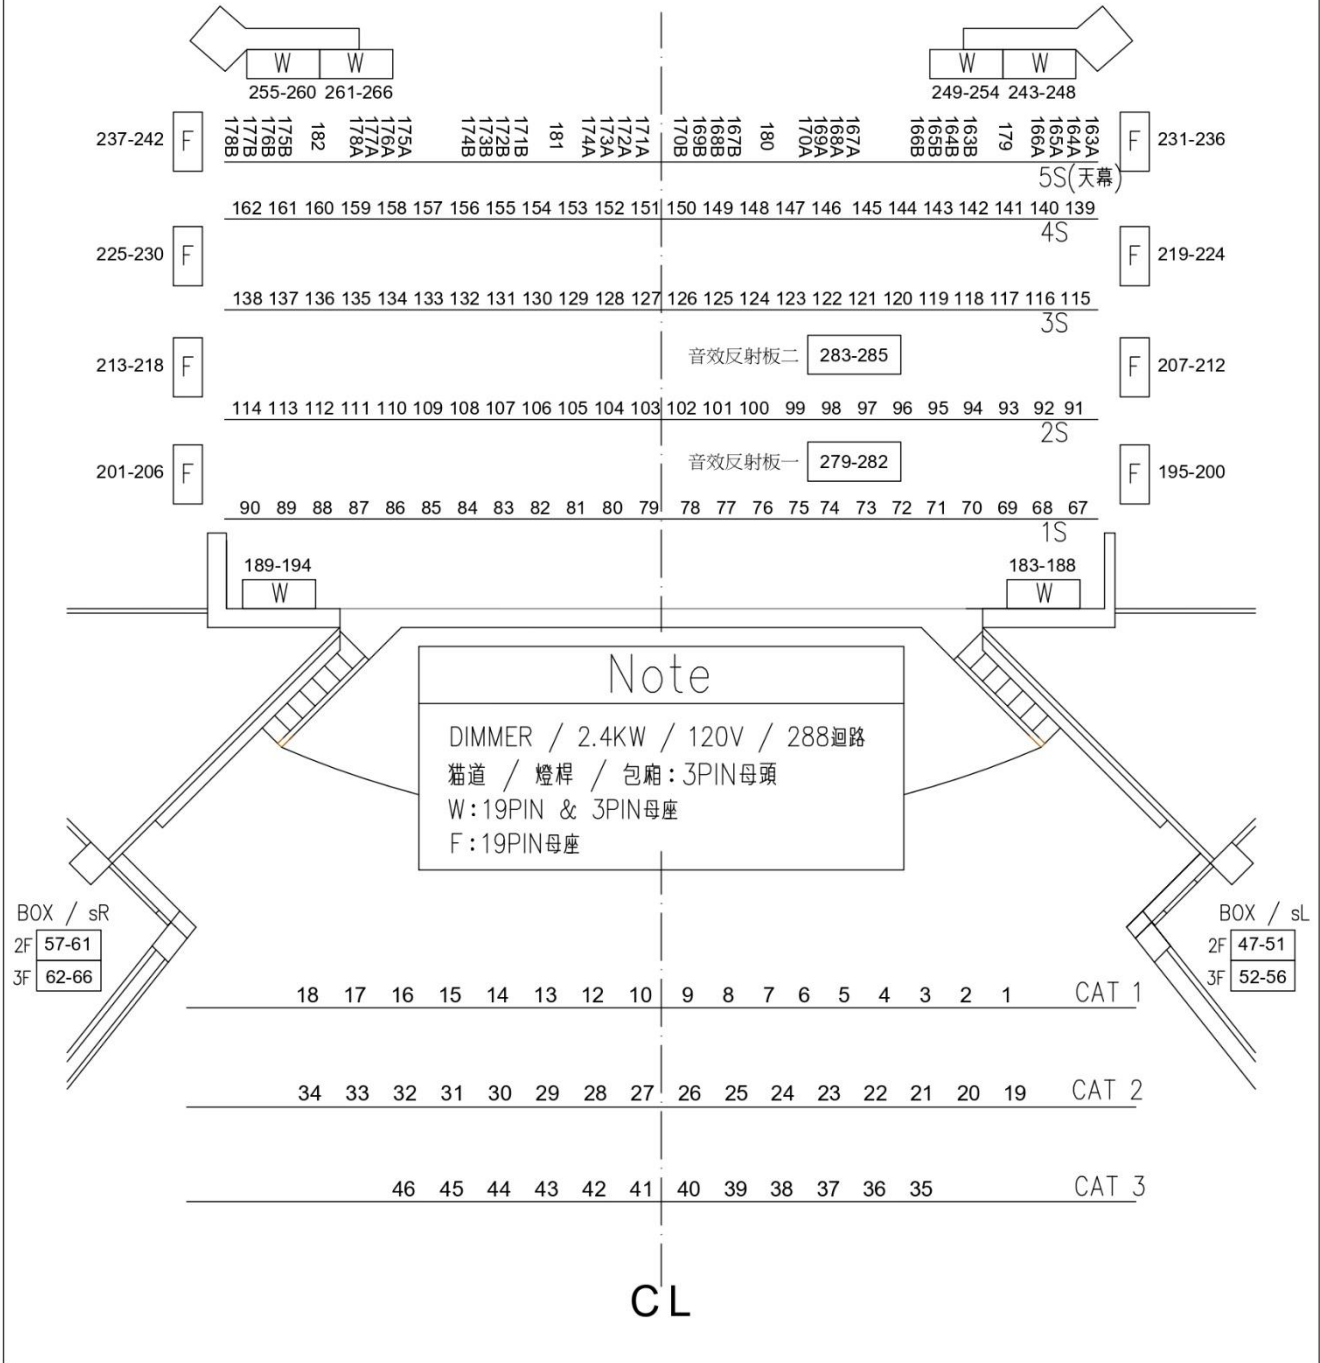 W W W W
255-260 261-266 249-254 243-248
237-242 F 178B 177B 176B 175B 182 178A 177A 176A 175A 174B 173B 172B 171B 181 174A 173A 172A 171A 170B 169B 168B 167B 180 170A 169A 168A 167A 166B 165B 164B 163B 179 166A 165A 164A 163A F 231-236
5S(天幕)
162 161 160 159 158 157 156 155 154 153 152 151 150 149 148 147 146 145 144 143 142 141 140 139
4S
225-230 F F 219-224
138 137 136 135 134 133 132 131 130 129 128 127 126 125 124 123 122 121 120 119 118 117 116 115
3S
213-218 F 音效反射板二 283-285 F 207-212
114 113 112 111 110 109 108 107 106 105 104 103 102 101 100 99 98 97 96 95 94 93 92 91
2S
201-206 F 音效反射板一 279-282 F 195-200
90 89 88 87 86 85 84 83 82 81 80 79 78 77 76 75 74 73 72 71 70 69 68 67
1S
189-194 183-188
W W
Note
DIMMER / 2.4KW / 120V / 288迴路
猫道 / 燈桿 / 包廂:3PIN母頭
W:19PIN & 3PIN母座
F:19PIN母座
BOX / sR
2F 57-61
3F 62-66
BOX / sL
2F 47-51
3F 52-56
18 17 16 15 14 13 12 10 9 8 7 6 5 4 3 2 1 CAT 1
34 33 32 31 30 29 28 27 26 25 24 23 22 21 20 19 CAT 2
46 45 44 43 42 41 40 39 38 37 36 35 CAT 3
CL